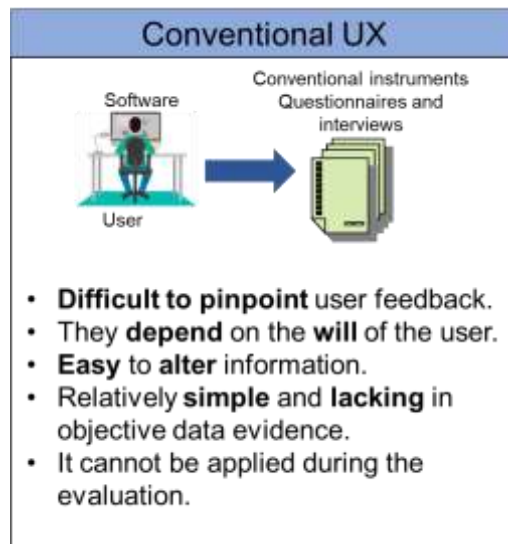 Conventional UX
Conventional instruments
Questionnaires and
interviews
Software
User
• Difficult to pinpoint user feedback.
• They depend on the will of the user.
• Easy to alter information.
• Relatively simple and lacking in
objective data evidence.
• It cannot be applied during the
evaluation.